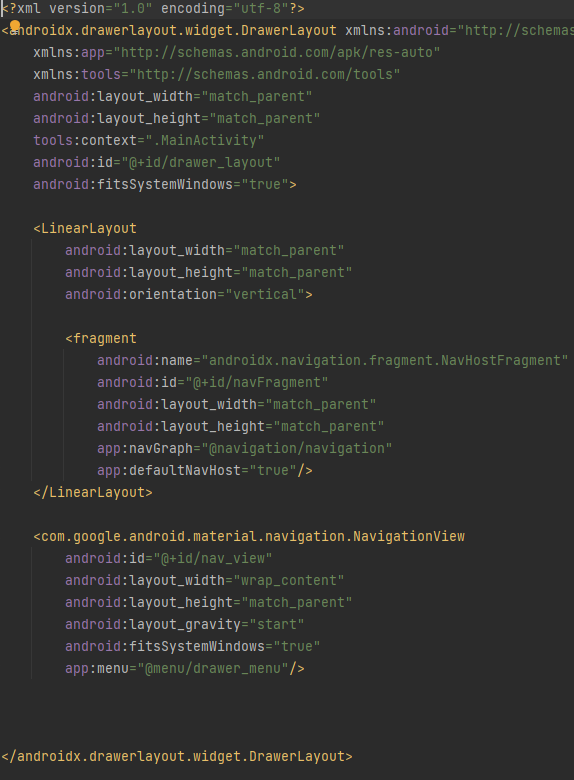 <?xml version="1.0" encoding="utf-8"?>
<androidx.drawerlayout.widget.DrawerLayout xmlns:android="http://schemas
xmlns:app="http://schemas.android.com/apk/res-auto"
xmlns:tools="http://schemas.android.com/tools"
android:layout_width="match_parent"
android:layout_height="match_parent"
tools:context=".MainActivity"
android:id="@+id/drawer_layout"
android:fitsSystemWindows="true">
<LinearLayout
android:layout_width="match_parent"
android:layout_height="match_parent"
android:orientation="vertical">
<fragment
android:name="androidx.navigation.fragment.NavHostFragment"
android:id="@+id/navFragment"
android:layout_width="match_parent"
android:layout_height="match_parent"
app:navGraph="@navigation/navigation"
app:defaultNavHost="true"/>
</LinearLayout>
<com.google.android.material.navigation.NavigationView
android:id="@+id/nav_view"
android:layout_width="wrap_content"
android:layout_height="match_parent"
android:layout_gravity="start"
android:fitsSystemWindows="true"
app:menu="@menu/drawer_menu"/>
</androidx.drawerlayout.widget.DrawerLayout>